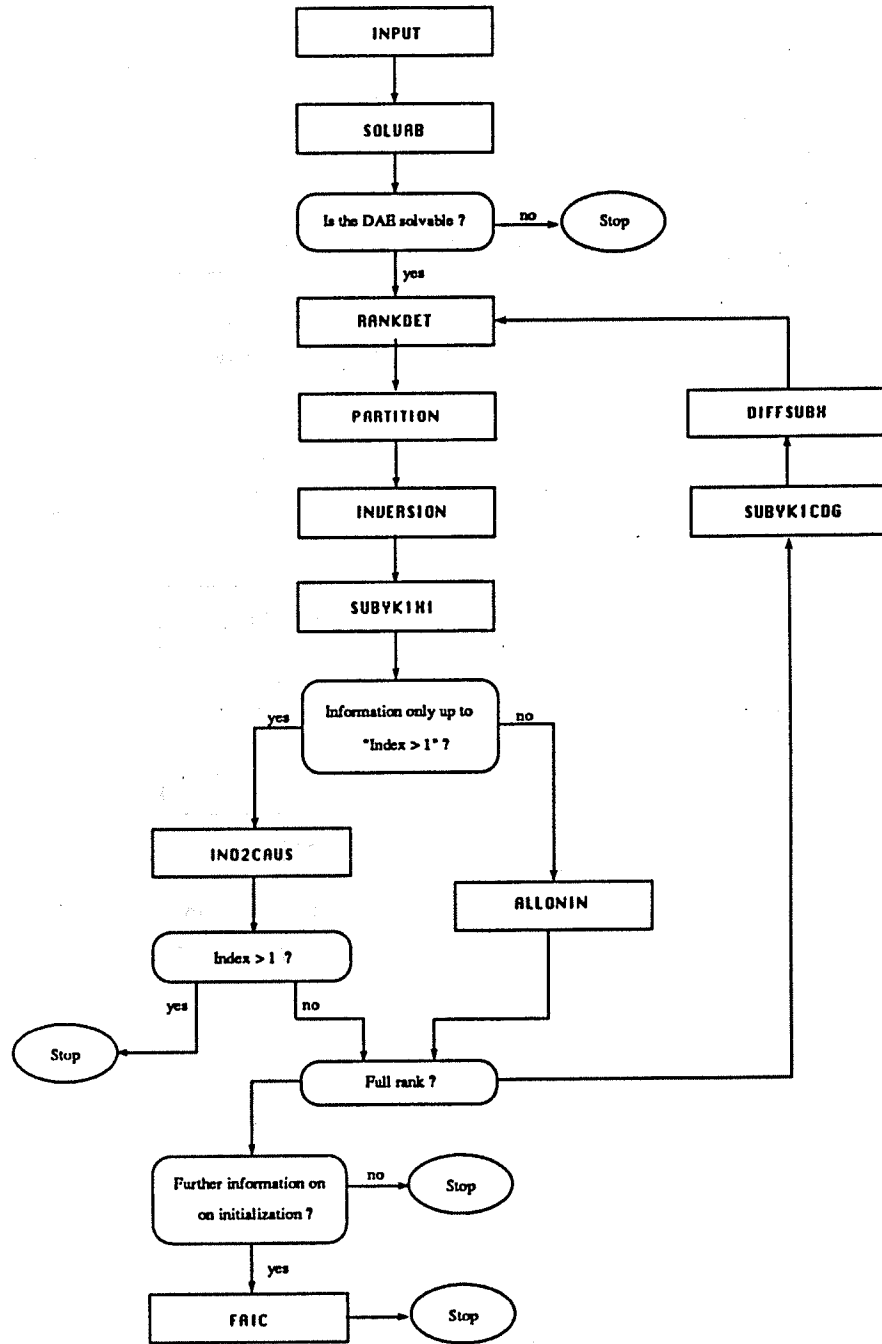 INPUT
SOLVAB
Is the DAE solvable ?
no
Stop
yes
RANKDET
PARTITION
DIFFSUBX
INVERSION
SUBYK1CDG
SUBYK1X1
Information only up to
"Index > 1" ?
yes
no
IND2CAUS
ALLONIN
Index > 1 ?
yes
no
Stop
Full rank ?
Further information on
on initialization ?
no
Stop
yes
FAIC
Stop